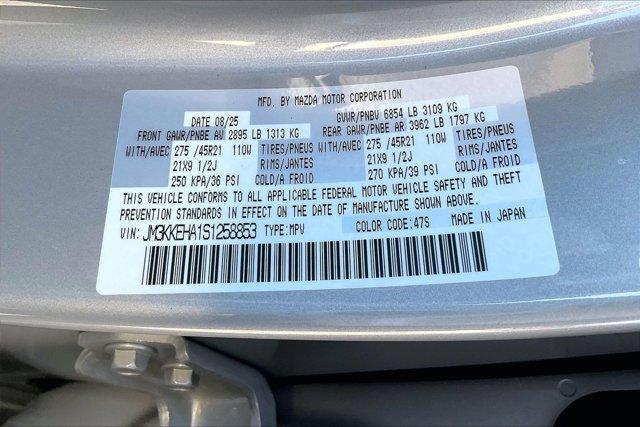 MFD. BY MAZDA MOTOR CORPORATION
DATE 08/25 GVWR/PNBV 6854 LB 3109 KG
FRONT GAWR/PNBE AV 2895 LB 1313 KG REAR GAWR/PNBE AR 3962 LB 1797 KG
WITH/AVEC 275 /45R21 110W TIRES/PNEUS WITH/AVEC 275 /45R21 110W TIRES/PNEUS
21X9 1/2J RIMS/JANTES 21X9 1/2J RIMS/JANTES
250 KPA/36 PSI COLD/A FROID 270 KPA/39 PSI COLD/A FROID
THIS VEHICLE CONFORMS TO ALL APPLICABLE FEDERAL MOTOR VEHICLE SAFETY AND THEFT
PREVENTION STANDARDS IN EFFECT ON THE DATE OF MANUFACTURE SHOWN ABOVE.
VIN: JM3KKEHA1S1258853 TYPE:MPV COLOR CODE:47S MADE IN JAPAN